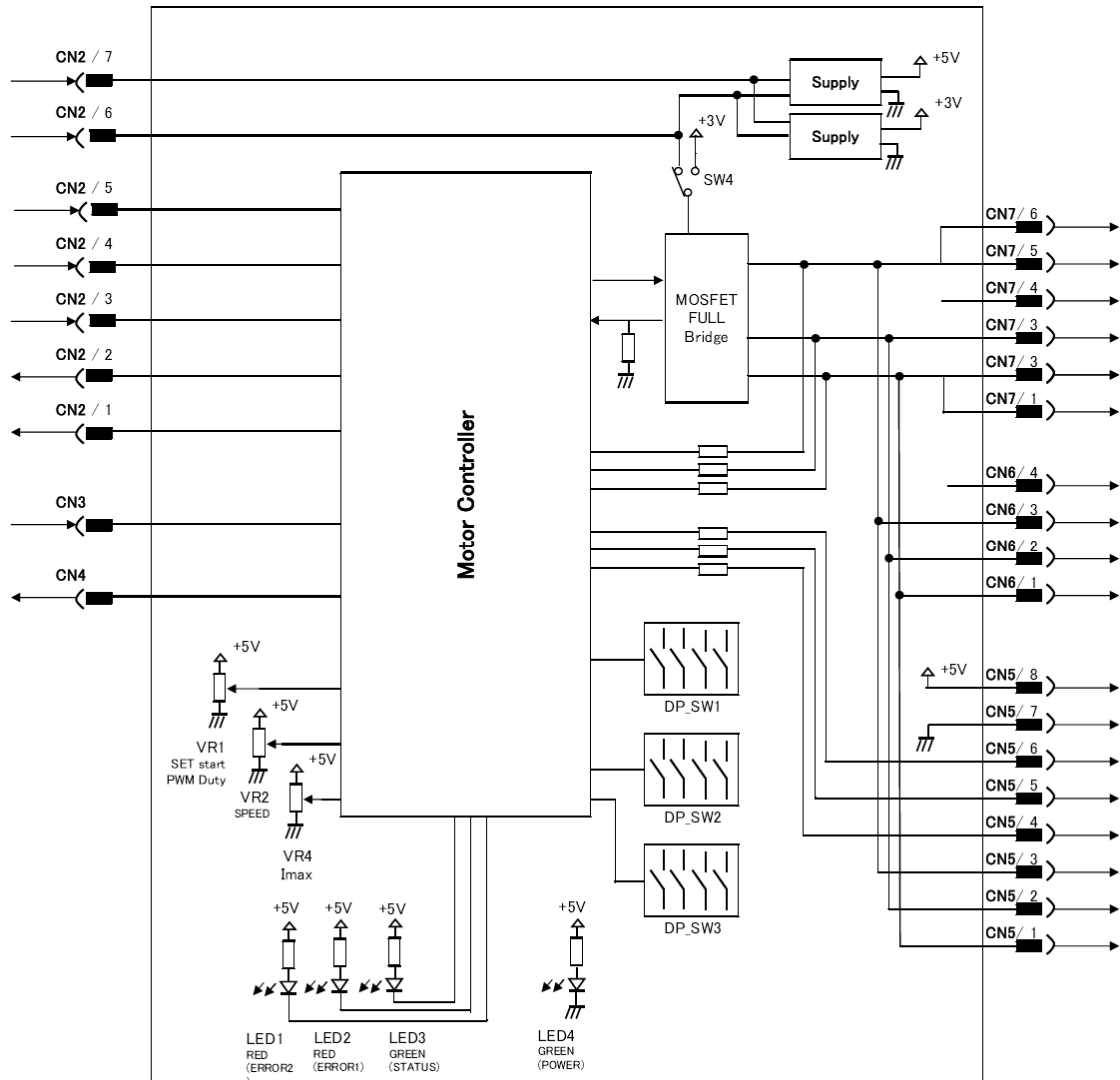 CN2 / 7
CN2 / 6
CN2 / 5
CN2 / 4
CN2 / 3
CN2 / 2
CN2 / 1
CN3
CN4
Supply
+5V
Supply
+3V
+3V
SW4
MOSFET
FULL
Bridge
Motor Controller
CN7/ 6
CN7/ 5
CN7/ 4
CN7/ 3
CN7/ 3
CN7/ 1
CN6/ 4
CN6/ 3
CN6/ 2
CN6/ 1
+5V
CN5/ 8
CN5/ 7
CN5/ 6
CN5/ 5
CN5/ 4
CN5/ 3
CN5/ 2
CN5/ 1
+5V
VR1
SET start
PWM Duty
+5V
VR2
SPEED
+5V
VR4
Imax
DP_SW1
DP_SW2
DP_SW3
+5V
LED1
RED
(ERROR2
)
+5V
LED2
RED
(ERROR1)
+5V
LED3
GREEN
(STATUS)
+5V
LED4
GREEN
(POWER)